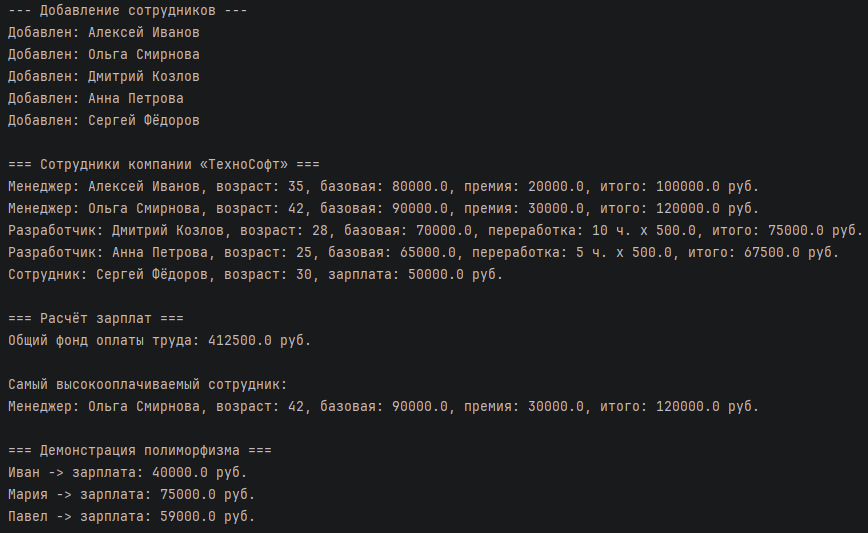 --- Добавление сотрудников ---
Добавлен: Алексей Иванов
Добавлен: Ольга Смирнова
Добавлен: Дмитрий Козлов
Добавлен: Анна Петрова
Добавлен: Сергей Фёдоров
=== Сотрудники компании «ТехноСофт» ===
Менеджер: Алексей Иванов, возраст: 35, базовая: 80000.0, премия: 20000.0, итого: 100000.0 руб.
Менеджер: Ольга Смирнова, возраст: 42, базовая: 90000.0, премия: 30000.0, итого: 120000.0 руб.
Разработчик: Дмитрий Козлов, возраст: 28, базовая: 70000.0, переработка: 10 ч. x 500.0, итого: 75000.0 руб.
Разработчик: Анна Петрова, возраст: 25, базовая: 65000.0, переработка: 5 ч. x 500.0, итого: 67500.0 руб.
Сотрудник: Сергей Фёдоров, возраст: 30, зарплата: 50000.0 руб.
=== Расчёт зарплат ===
Общий фонд оплаты труда: 412500.0 руб.
Самый высокооплачиваемый сотрудник:
Менеджер: Ольга Смирнова, возраст: 42, базовая: 90000.0, премия: 30000.0, итого: 120000.0 руб.
=== Демонстрация полиморфизма ===
Иван -> зарплата: 40000.0 руб.
Мария -> зарплата: 75000.0 руб.
Павел -> зарплата: 59000.0 руб.